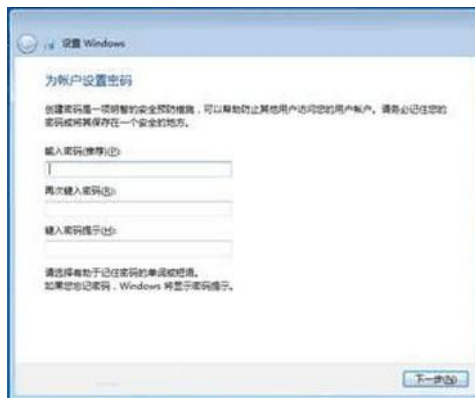 设置 Windows
为帐户设置密码
创建密码是一项明智的安全预防措施，可以帮助防止其他用户访问您的用户帐户。请务必记住您的
密码或将其保存在一个安全的地方。
输入密码(推荐)(P):
再次键入密码(R):
键入密码提示(H):
请选择有助于记住密码的单词或短语。
如果您忘记密码，Windows 将显示密码提示。
下一步(N)